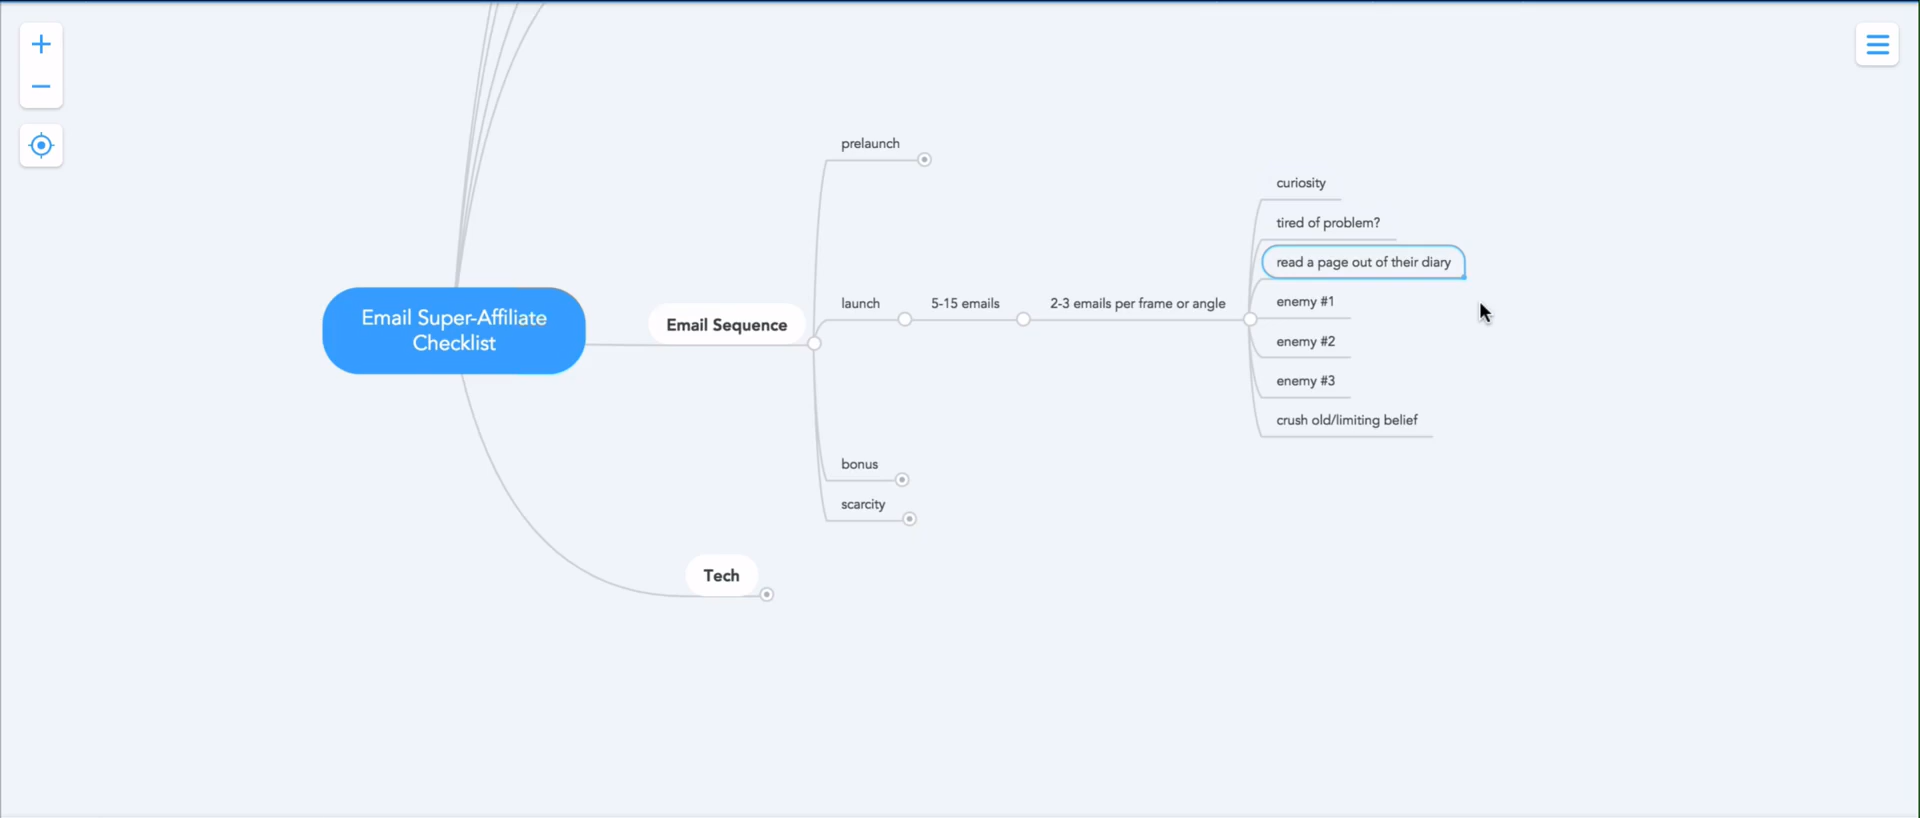 Email Super-Affiliate
Checklist
Email Sequence
prelaunch
launch
5-15 emails
2-3 emails per frame or angle
curiosity
tired of problem?
read a page out of their diary
enemy #1
enemy #2
enemy #3
crush old/limiting belief
bonus
scarcity
Tech